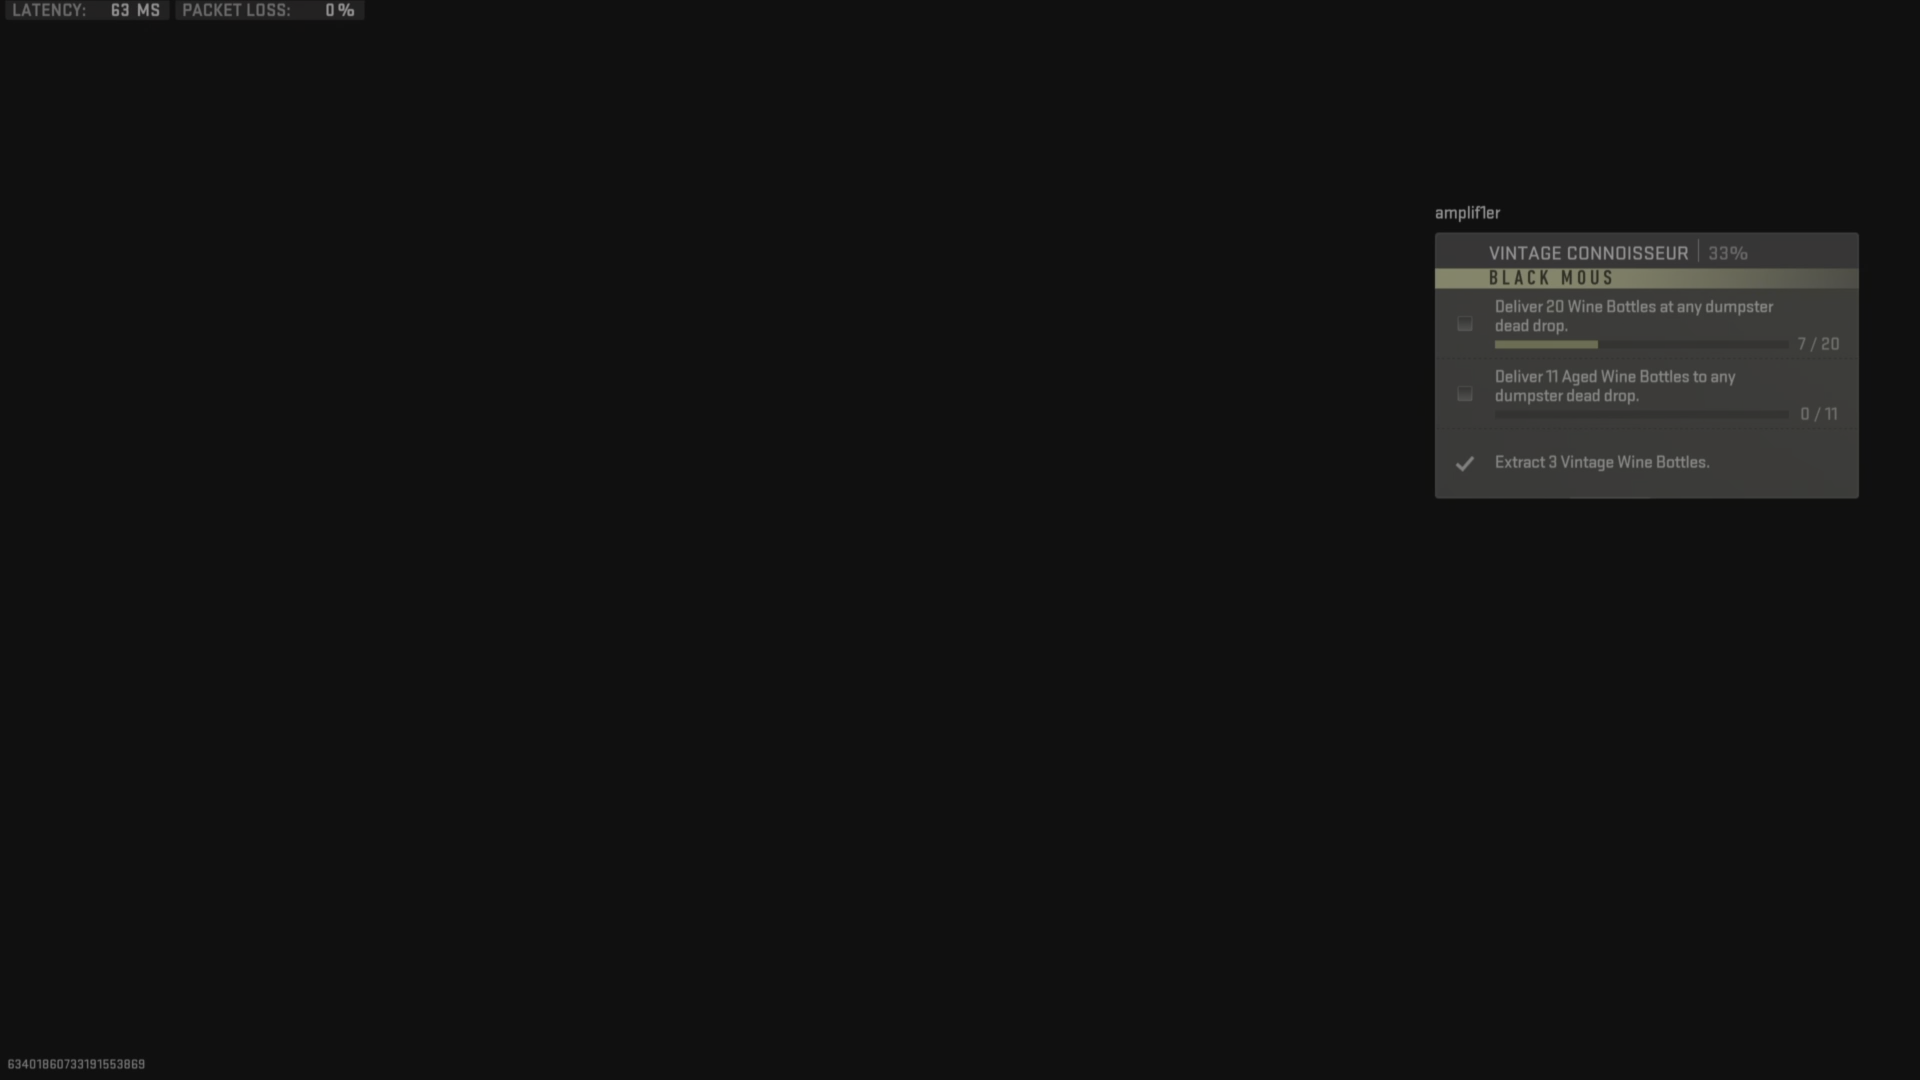 LATENCY: 63 MS PACKET LOSS: 0%
amplif1er
VINTAGE CONNOISSEUR 33%
BLACK MOUS
Deliver 20 Wine Bottles at any dumpster
dead drop.
7 / 20
Deliver 11 Aged Wine Bottles to any
dumpster dead drop.
0 / 11
Extract 3 Vintage Wine Bottles.
63401860733191553869